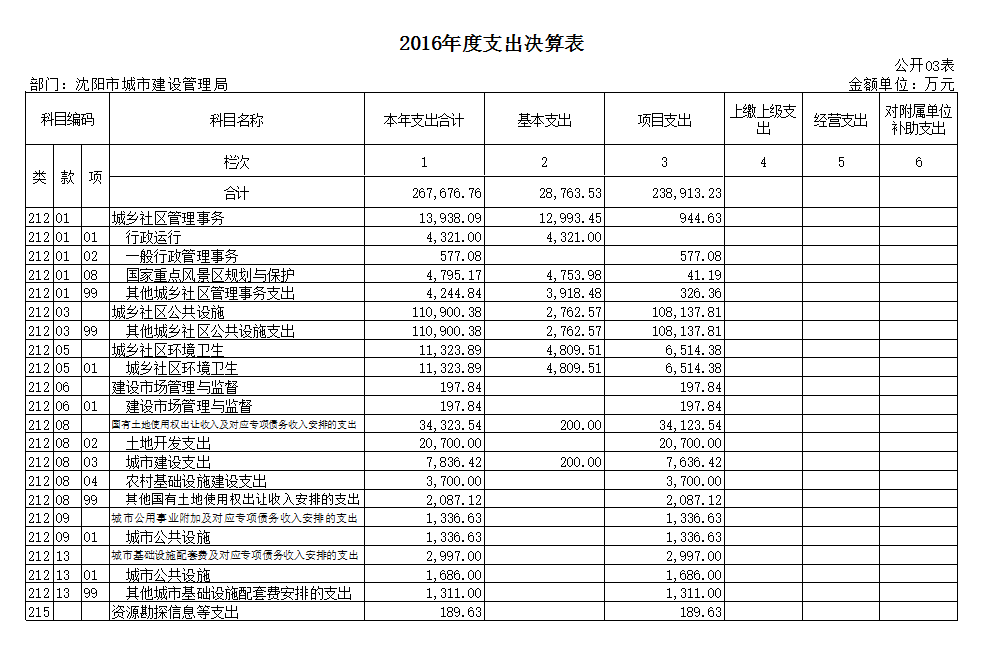 2016年度支出决算表
公开03表
部门：沈阳市城市建设管理局 金额单位：万元
科目编码 科目名称 本年支出合计 基本支出 项目支出 上缴上级支出 经营支出 对附属单位补助支出
类 款 项 栏次 1 2 3 4 5 6
合计 267,676.76 28,763.53 238,913.23
212 01 城乡社区管理事务 13,938.09 12,993.45 944.63
212 01 01 行政运行 4,321.00 4,321.00
212 01 02 一般行政管理事务 577.08 577.08
212 01 08 国家重点风景区规划与保护 4,795.17 4,753.98 41.19
212 01 99 其他城乡社区管理事务支出 4,244.84 3,918.48 326.36
212 03 城乡社区公共设施 110,900.38 2,762.57 108,137.81
212 03 99 其他城乡社区公共设施支出 110,900.38 2,762.57 108,137.81
212 05 城乡社区环境卫生 11,323.89 4,809.51 6,514.38
212 05 01 城乡社区环境卫生 11,323.89 4,809.51 6,514.38
212 06 建设市场管理与监督 197.84 197.84
212 06 01 建设市场管理与监督 197.84 197.84
212 08 国有土地使用权出让收入及对应专项债务收入安排的支出 34,323.54 200.00 34,123.54
212 08 02 土地开发支出 20,700.00 20,700.00
212 08 03 城市建设支出 7,836.42 200.00 7,636.42
212 08 04 农村基础设施建设支出 3,700.00 3,700.00
212 08 99 其他国有土地使用权出让收入安排的支出 2,087.12 2,087.12
212 09 城市公用事业附加及对应专项债务收入安排的支出 1,336.63 1,336.63
212 09 01 城市公共设施 1,336.63 1,336.63
212 13 城市基础设施配套费及对应专项债务收入安排的支出 2,997.00 2,997.00
212 13 01 城市公共设施 1,686.00 1,686.00
212 13 99 其他城市基础设施配套费安排的支出 1,311.00 1,311.00
215 资源勘探信息等支出 189.63 189.63